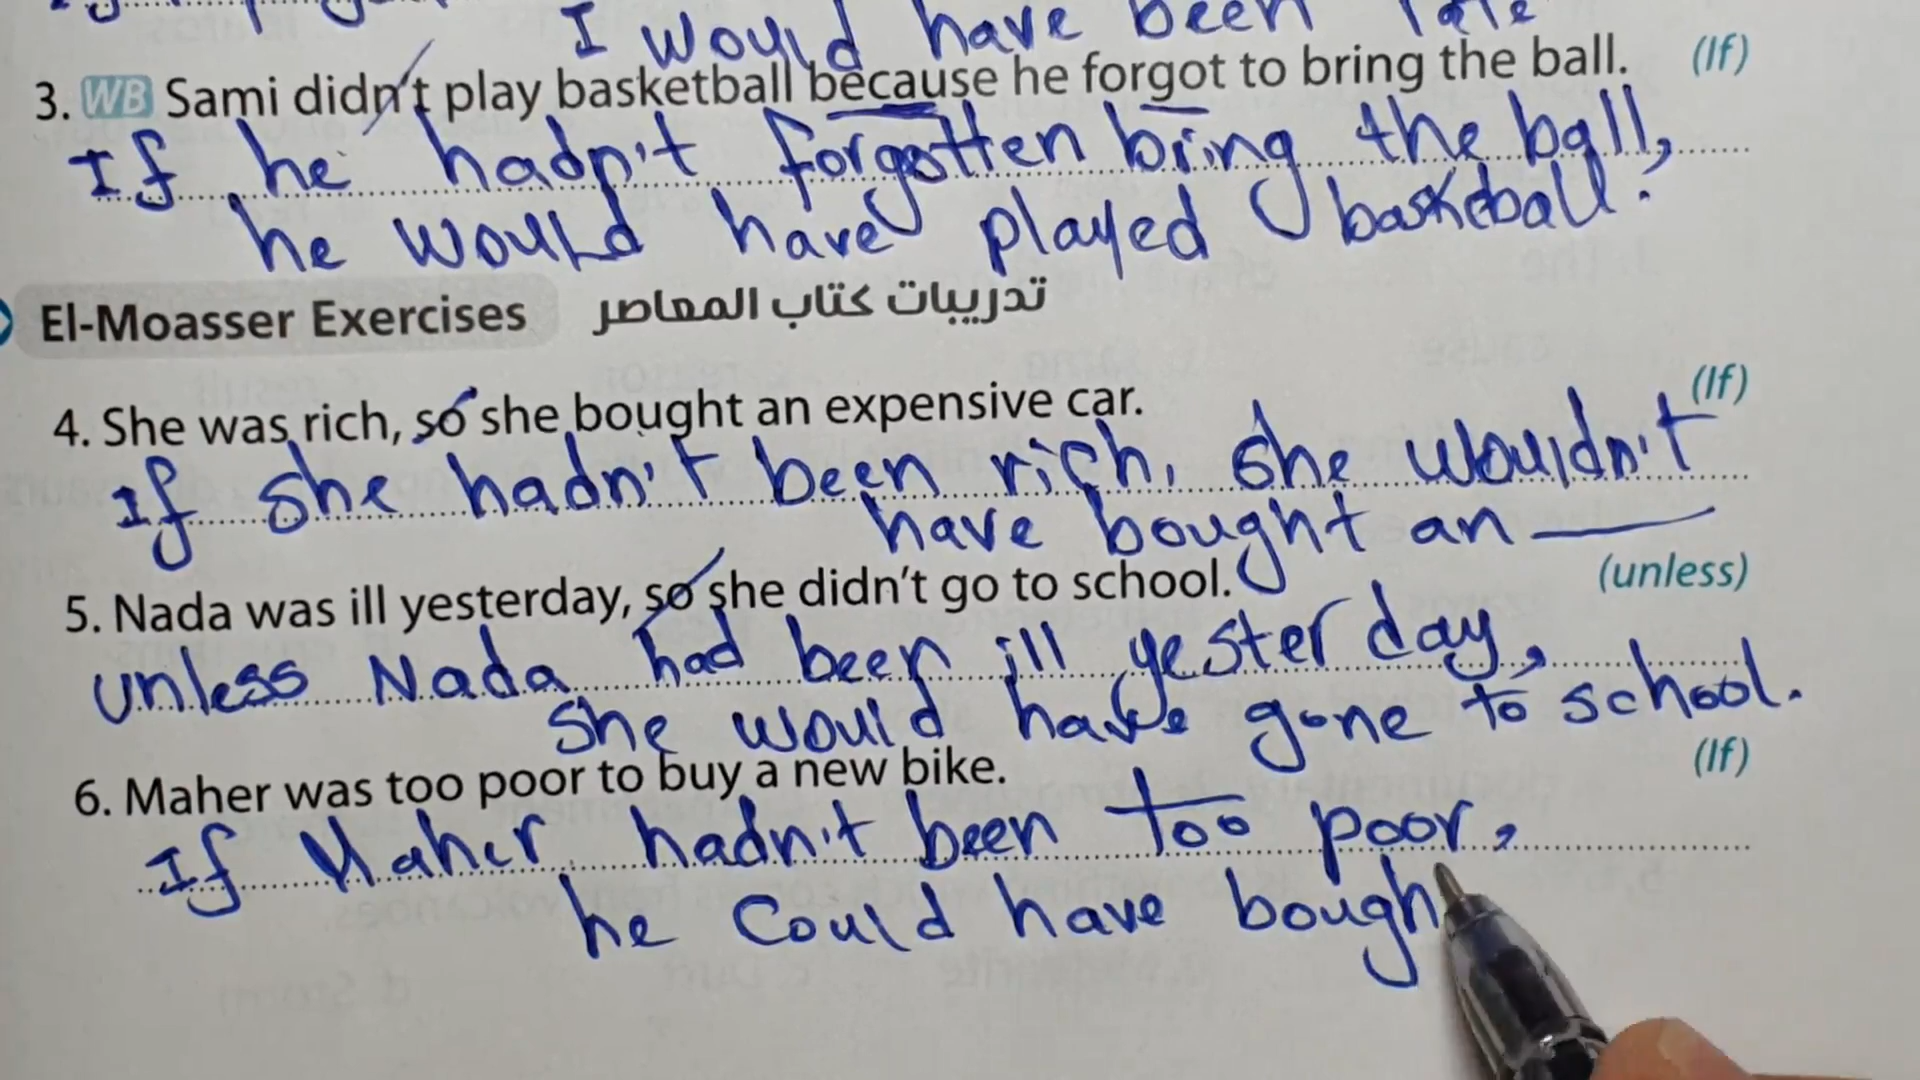 I would have been late
3. WB Sami didn't play basketball because he forgot to bring the ball. (If)
If he hadn't forgotten bring the ball,
he would have played basketball.
El-Moasser Exercises تدريبات كتاب المعاصر
4. She was rich, so she bought an expensive car. (If)
If she hadn't been rich, she wouldn't
have bought an
5. Nada was ill yesterday, so she didn't go to school. (unless)
unless Nada had been ill yesterday,
she would have gone to school.
6. Maher was too poor to buy a new bike. (If)
If Maher hadn't been too poor,
he could have bough